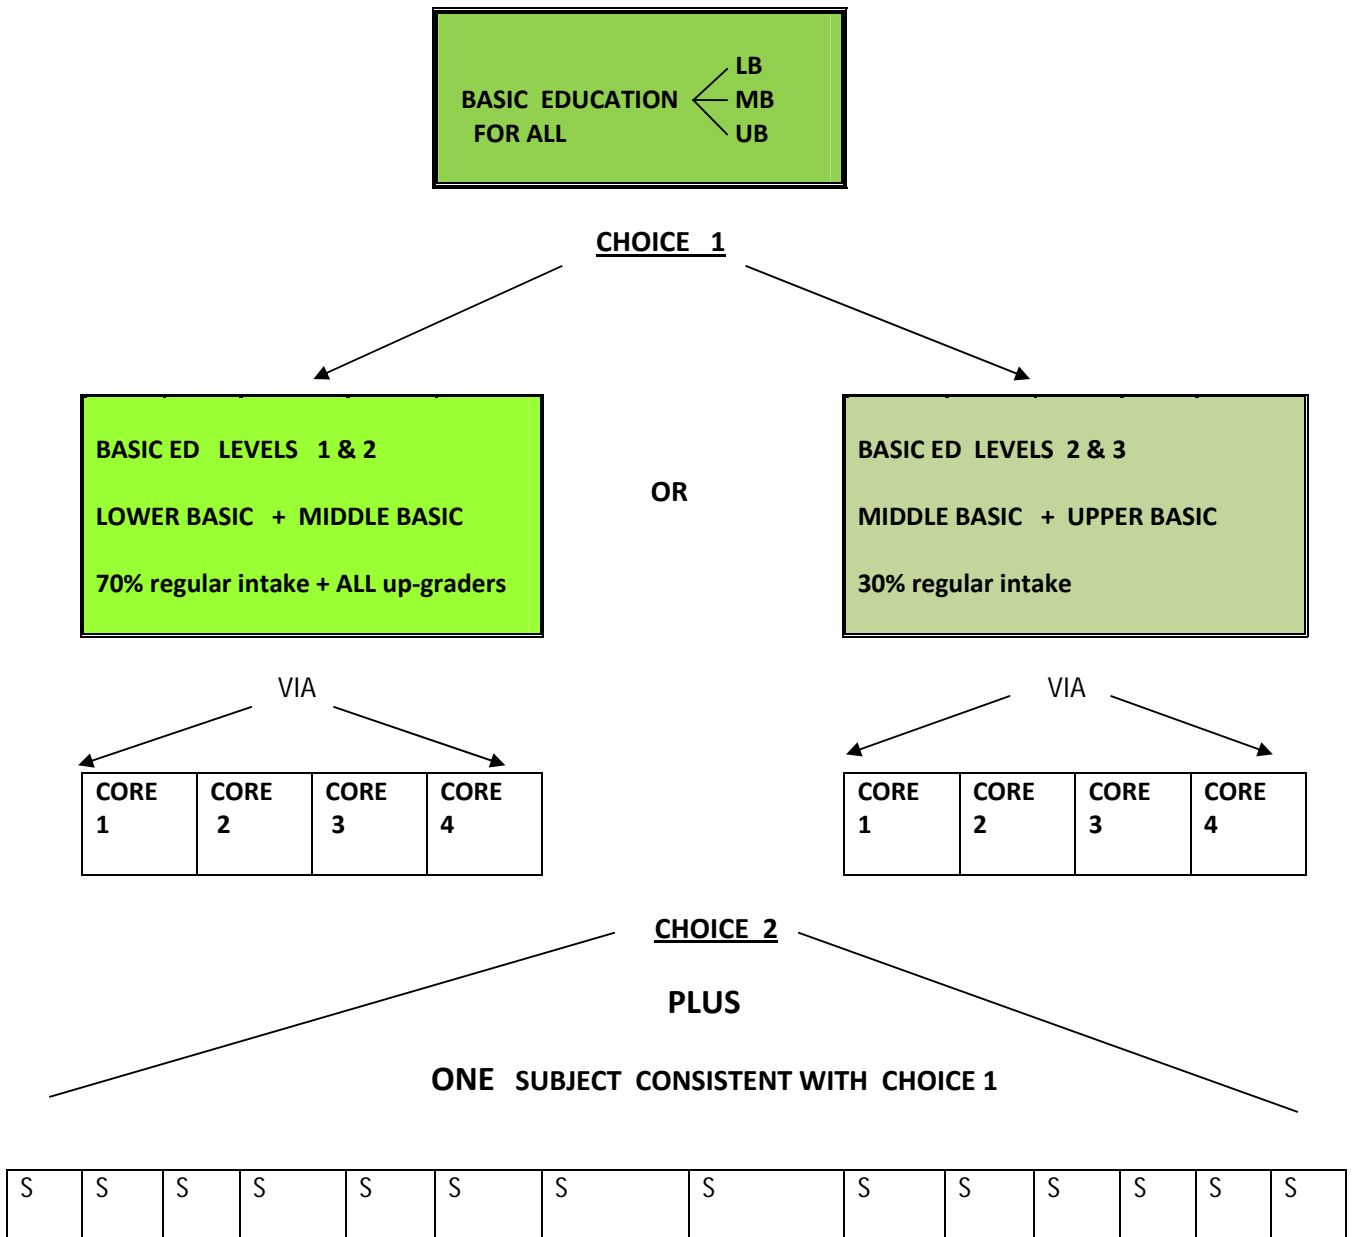 LB
BASIC EDUCATION MB
FOR ALL UB
CHOICE 1
BASIC ED LEVELS 1 & 2
LOWER BASIC + MIDDLE BASIC
70% regular intake + ALL up-graders
OR
BASIC ED LEVELS 2 & 3
MIDDLE BASIC + UPPER BASIC
30% regular intake
VIA
VIA
CORE CORE CORE CORE
1 2 3 4
CORE CORE CORE CORE
1 2 3 4
CHOICE 2
PLUS
ONE SUBJECT CONSISTENT WITH CHOICE 1
S S S S S S S S S S S S S S